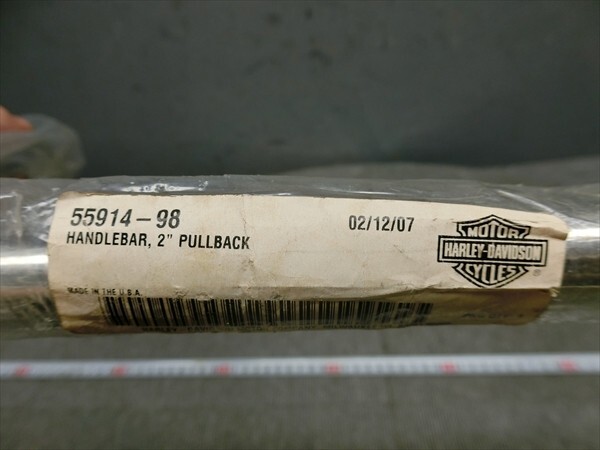 55914-98
02/12/07
HANDLEBAR, 2" PULLBACK
MOTOR
HARLEY-DAVIDSON
CYCLES
®
MADE IN THE U.S.A.